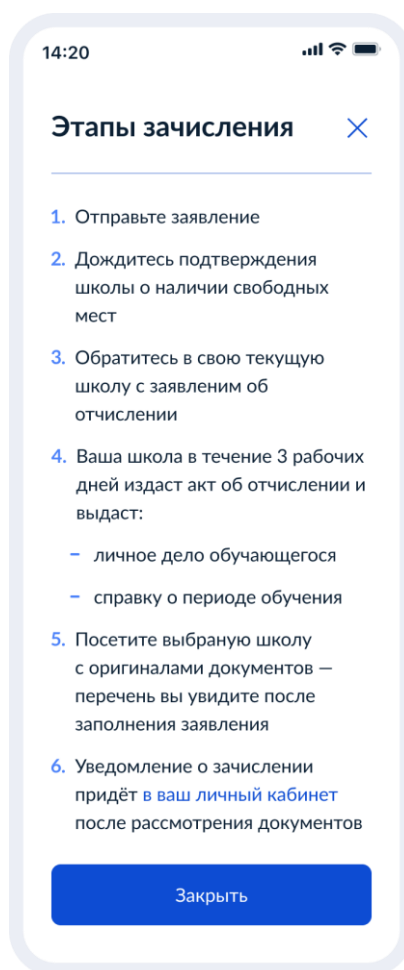 14:20
Этапы зачисления
1. Отправьте заявление
2. Дождитесь подтверждения
школы о наличии свободных
мест
3. Обратитесь в свою текущую
школу с заявленим об
отчислении
4. Ваша школа в течение 3 рабочих
дней издаст акт об отчислении и
выдаст:
– личное дело обучающегося
– справку о периоде обучения
5. Посетите выбраную школу
с оригиналами документов —
перечень вы увидите после
заполнения заявления
6. Уведомление о зачислении
придёт в ваш личный кабинет
после рассмотрения документов
Закрыть